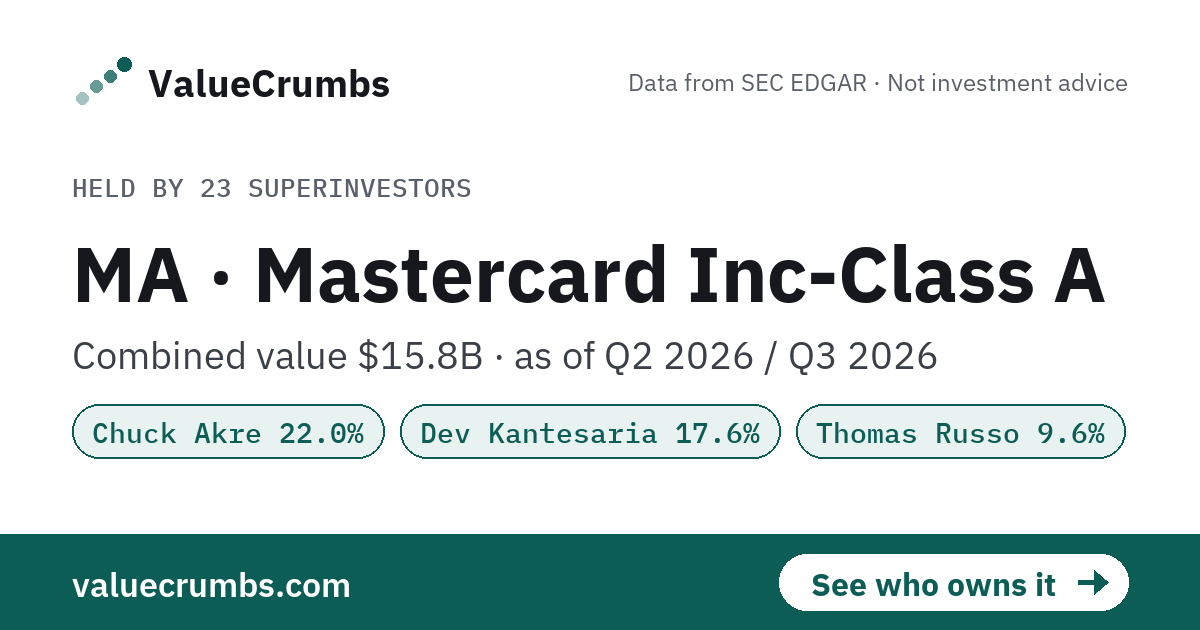 ValueCrumbs
Data from SEC EDGAR · Not investment advice
HELD BY 23 SUPERINVESTORS
MA · Mastercard Inc-Class A
Combined value $15.8B · as of Q2 2026 / Q3 2026
Chuck Akre 22.0% Dev Kantesaria 17.6% Thomas Russo 9.6%
valuecrumbs.com
See who owns it →